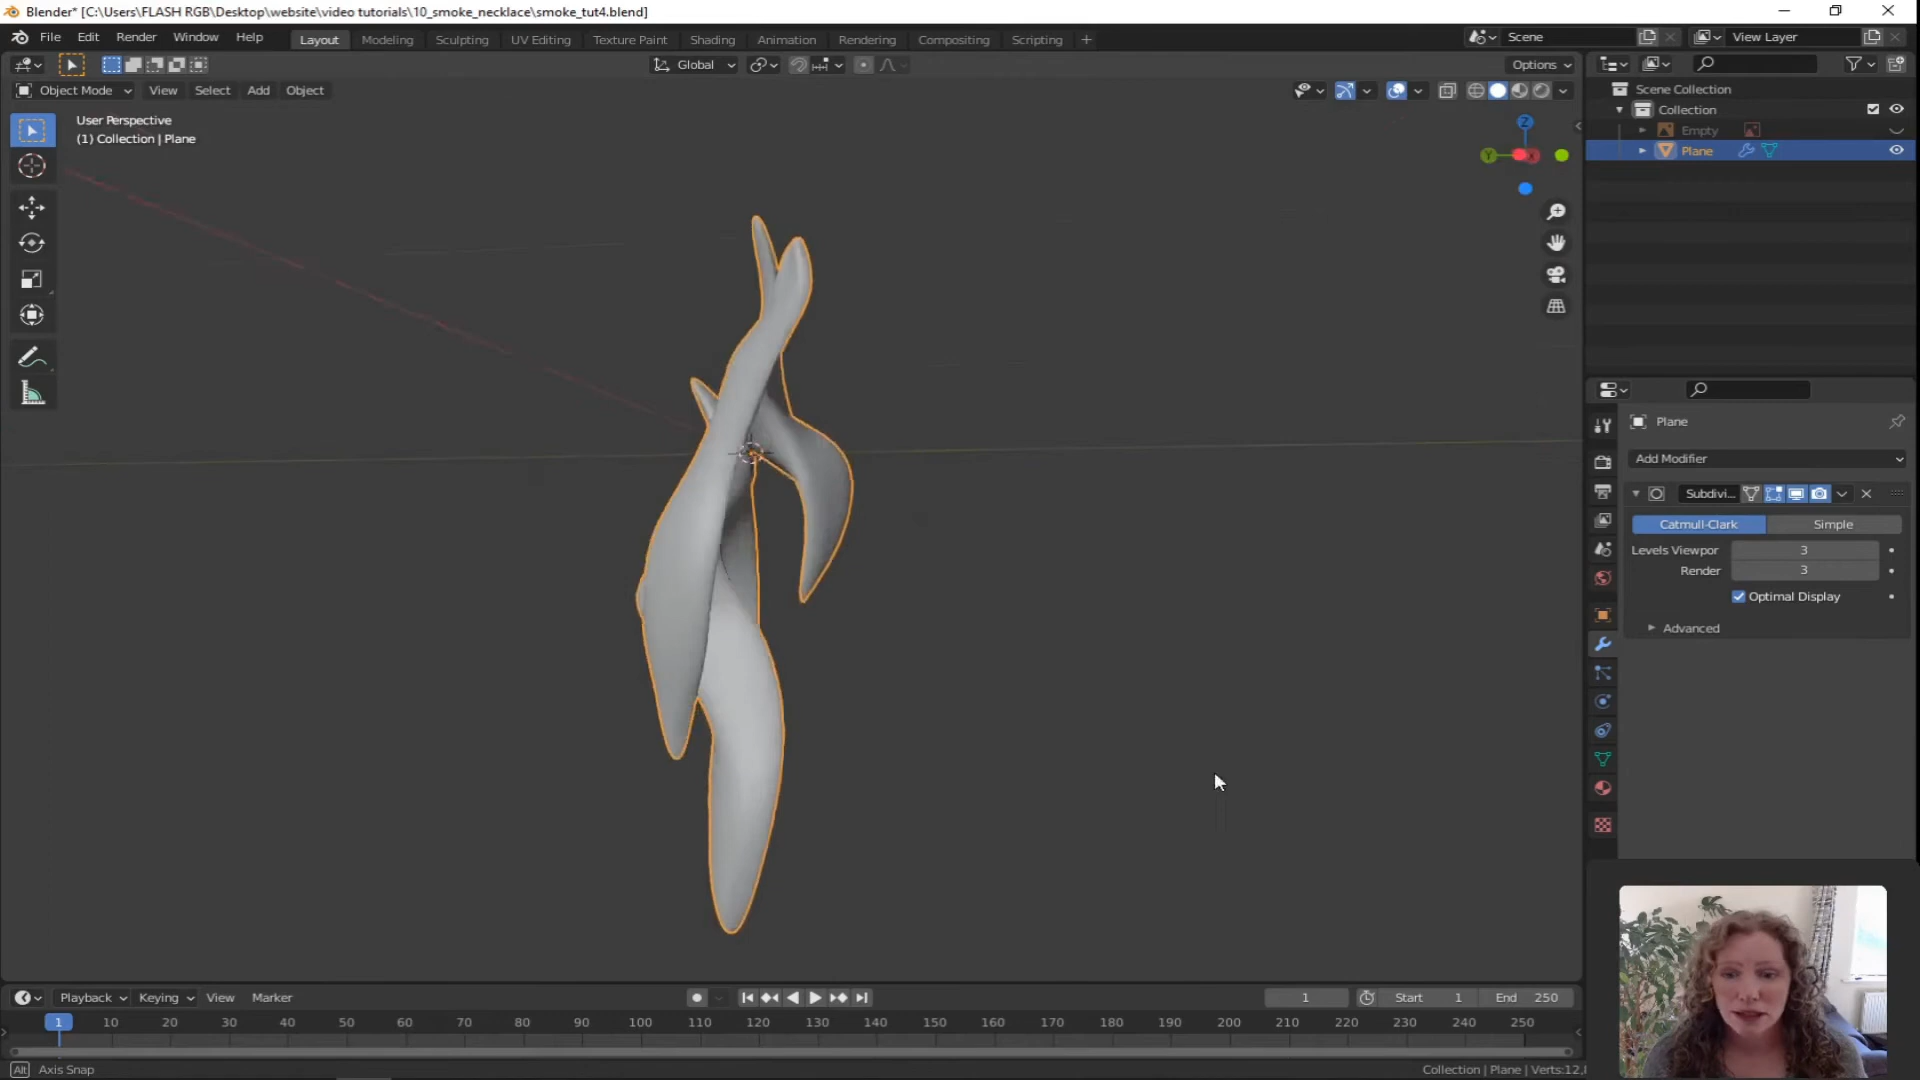 Blender* [C:\Users\FLASH RGB\Desktop\website\video tutorials\10_smoke_necklace\smoke_tut4.blend]
File Edit Render Window Help Layout Modeling Sculpting UV Editing Texture Paint Shading Animation Rendering Compositing Scripting + Scene View Layer
Global Options
Object Mode View Select Add Object
User Perspective
(1) Collection | Plane
Z
Y X
Scene Collection
Collection
Empty
Plane
Plane
Add Modifier
Subdivi...
Catmull-Clark Simple
Levels Viewpor 3
Render 3
Optimal Display
Advanced
Playback Keying View Marker 1 Start 1 End 250
1 10 20 30 40 50 60 70 80 90 100 110 120 130 140 150 160 170 180 190 200 210 220 230 240 250
Alt Axis Snap Collection | Plane | Verts:12,